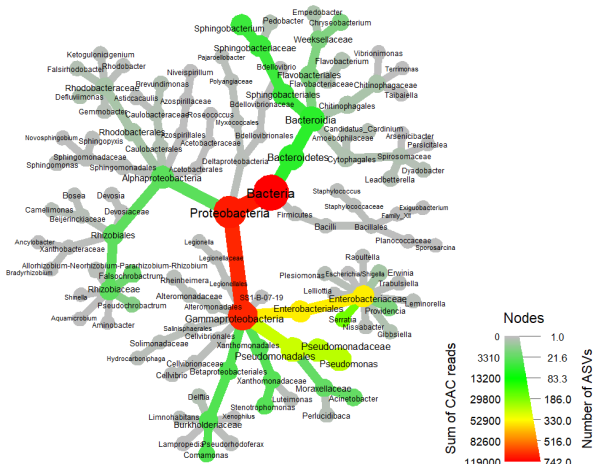 Empedobacter
Pedobacter
Chryseobacterium
Sphingobacterium
Weeksellaceae
Sphingobacteriaceae
Vibrionimonas
Ketogulonicigenium
Pajaroellobacter
Flavobacterium
Terrimonas
Falsirhodobacter
Rhodobacter
Niveispirillum
Bdellovibrio
Flavobacteriales
Flavobacteriaceae
Chitinophagaceae
Rhodobacteraceae
Brevundimonas
Polyangiaceae
Sphingobacteriales
Taibaiella
Defluviimonas
Asticcacaulis
Azospirillaceae
Bdellovibrionaceae
Chitinophagales
Gemmobacter
Caulobacteraceae
Roseococcus
Myxococcales
Bacteroidia
Candidatus_Cardinium
Arsenicibacter
Rhodobacterales
Azospirillales
Bdellovibrionales
Amoebophilaceae
Persicitalea
Novosphingobium
Sphingopyxis
Caulobacterales
Acetobacteraceae
Spirosomaceae
Sphingomonadaceae
Deltaproteobacteria
Bacteroidetes
Cytophagales
Sphingomonas
Sphingomonadales
Acetobacterales
Dyadobacter
Alphaproteobacteria
Leadbetterella
Bosea
Devosia
Bacteria
Staphylococcus
Camelimonas
Devosiaceae
Proteobacteria
Staphylococcaceae
Exiguobacterium
Beijerinckiaceae
Firmicutes
Family_XII
Rhizobiales
Bacilli
Bacillales
Ancylobacter
Legionella
Planococcaceae
Xanthobacteraceae
Legionellaceae
Raoultella
Sporosarcina
Allorhizobium-Neorhizobium-Pararhizobium-Rhizobium
Plesiomonas
Escherichia/Shigella
Erwinia
Bradyrhizobium
Falsochrobactrum
Rheinheimera
Legionellales
Trabulsiella
Rhizobiaceae
Alteromonadaceae
SS1-B-07-19
Lelliottia
Enterobacteriaceae
Shinella
Pseudochrobactrum
Alteromonadales
Enterobacteriales
Leminorella
Aquamicrobium
Gammaproteobacteria
Serratia
Providencia
Aminobacter
Salinisphaerales
Nissabacter
Solimonadaceae
Cellvibrionales
Xanthomonadales
Pseudomonadaceae
Gibbsiella
Hydrocarboniphaga
Pseudomonadales
Pseudomonas
Cellvibrionaceae
Betaproteobacteriales
Cellvibrio
Xanthomonadaceae
Moraxellaceae
Delftia
Luteimonas
Acinetobacter
Limnohabitans
Xenophilus
Stenotrophomonas
Perlucidibaca
Burkholderiaceae
Lampropedia
Pseudorhodoferax
Comamonas
Nodes
1.0
3310 21.6
13200 83.3
29800 186.0
52900 330.0
82600 516.0
119000 742.0
Sum of CAC reads
Number of ASVs